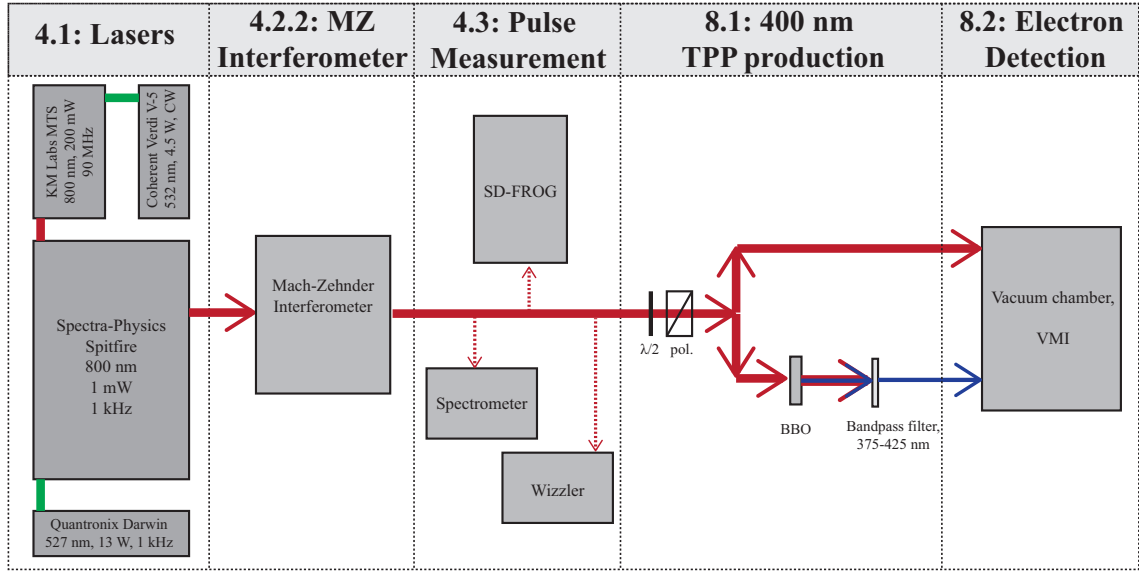 4.1: Lasers
4.2.2: MZ
Interferometer
4.3: Pulse
Measurement
8.1: 400 nm
TPP production
8.2: Electron
Detection
KM Labs MTS
800 nm, 200 mW
90 MHz
Coherent Verdi V-5
532 nm, 4.5 W, CW
Spectra-Physics
Spitfire
800 nm
1 mW
1 kHz
Quantronix Darwin
527 nm, 13 W, 1 kHz
Mach-Zehnder
Interferometer
SD-FROG
Spectrometer
Wizzler
λ/2
pol.
BBO
Bandpass filter,
375-425 nm
Vacuum chamber,
VMI